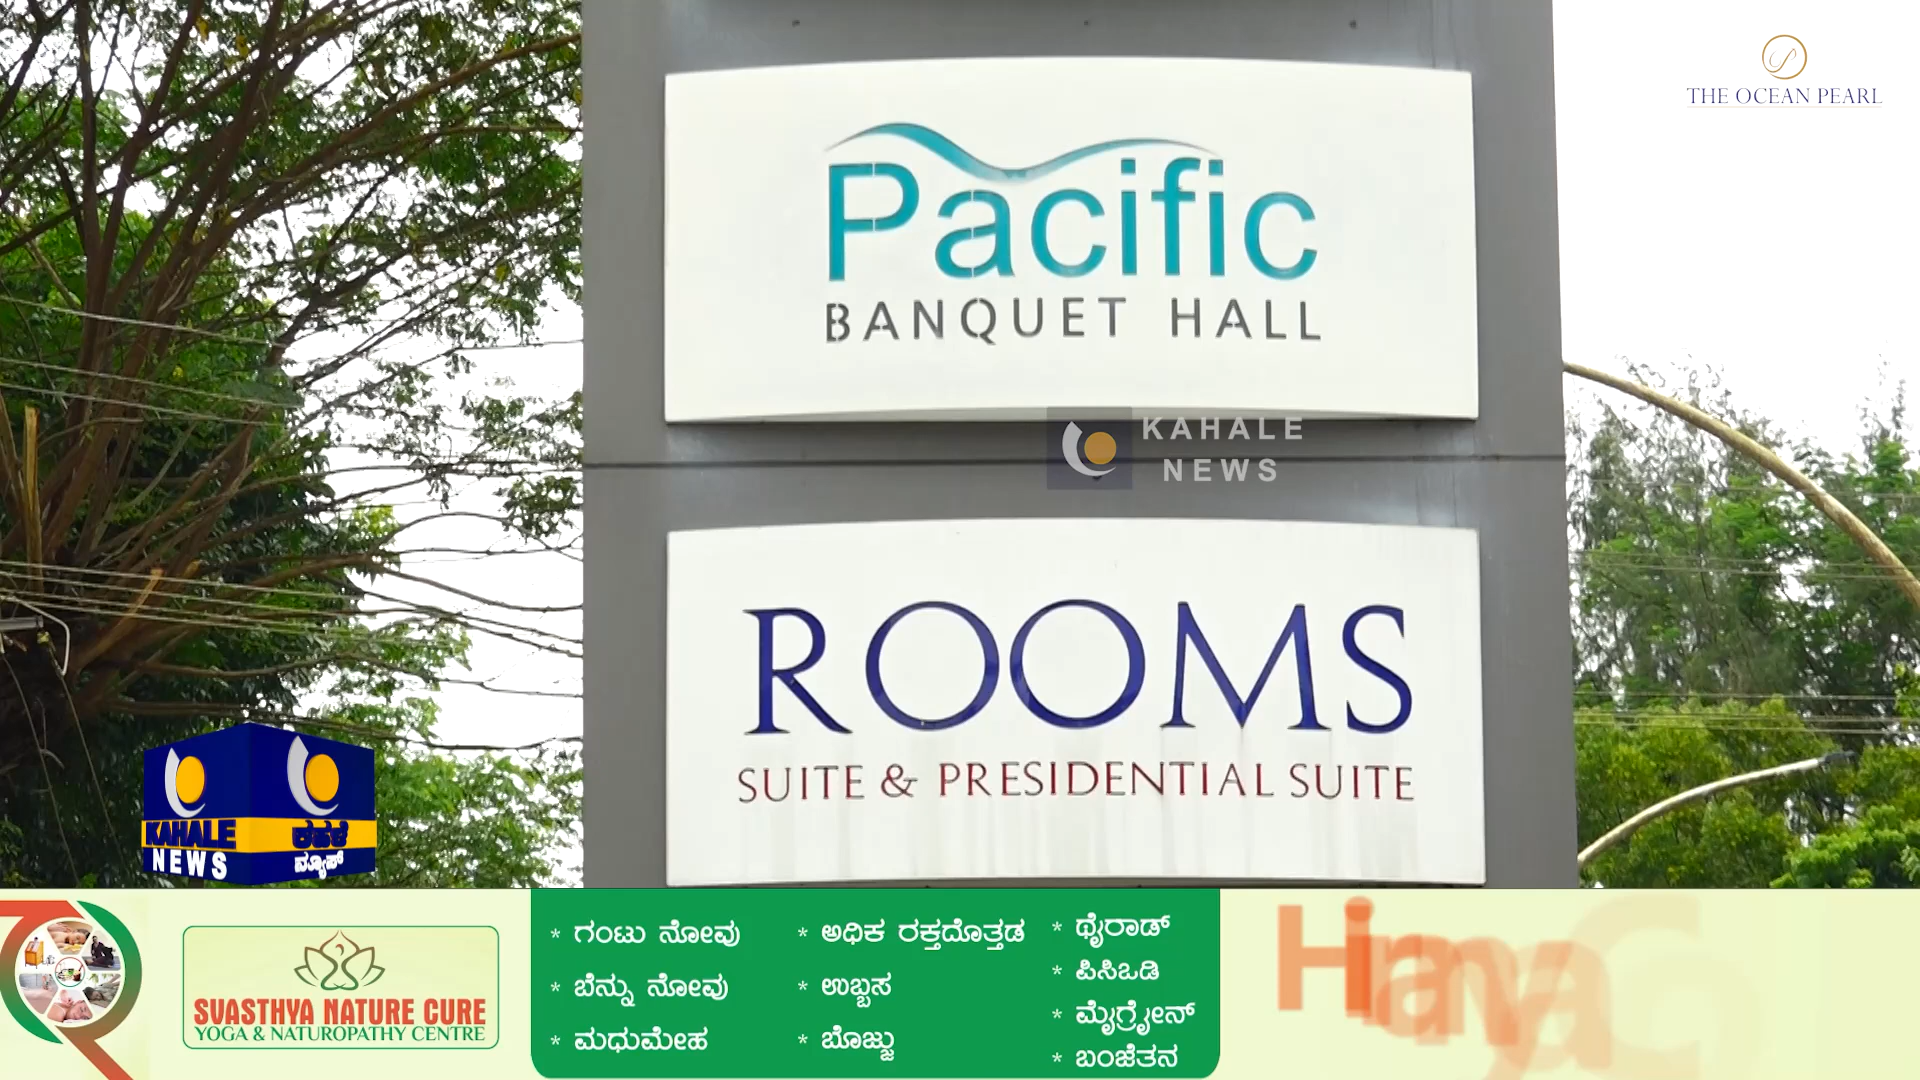 THE OCEAN PEARL
Pacific
BANQUET HALL
KAHALE
NEWS
ROOMS
SUITE & PRESIDENTIAL SUITE
KAHALE
NEWS
ಕಹಳೆ
ನ್ಯೂಸ್
SVASTHYA NATURE CURE
YOGA & NATUROPATHY CENTRE
* ಗಂಟು ನೋವು
* ಬೆನ್ನು ನೋವು
* ಮಧುಮೇಹ
* ಅಧಿಕ ರಕ್ತದೊತ್ತಡ
* ಉಬ್ಬಸ
* ಬೊಜ್ಜು
* ಥೈರಾಡ್
* ಪಿಸಿಒಡಿ
* ಮೈಗ್ರೇನ್
* ಬಂಜೆತನ